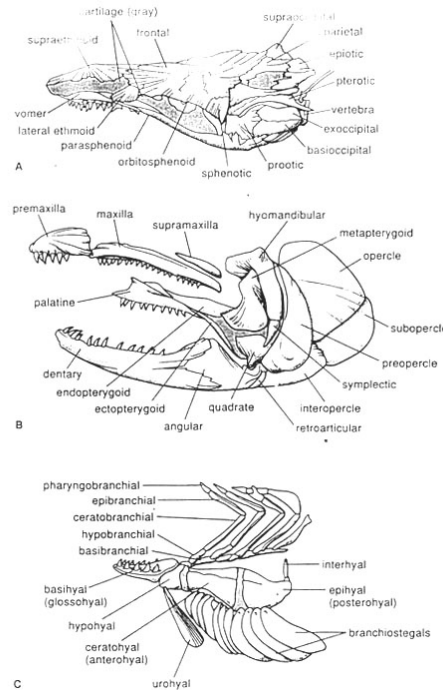 cartilage (gray)
frontal
parietal
epiotic
pterotic
vertebra
exoccipital
basioccipital
vomer
lateral ethmoid
parasphenoid
orbitosphenoid
sphenotic
prootic
A
premaxilla
maxilla
supramaxilla
hyomandibular
metapterygoid
opercle
palatine
subopercle
preopercle
dentary
symplectic
endopterygoid
ectopterygoid
quadrate
interopercle
angular
retroarticular
B
pharyngobranchial
epibranchial
ceratobranchial
hypobranchial
basibranchial
interhyal
basihyal
(glossohyal)
epihyal
(posterohyal)
hypohyal
branchiostegals
ceratohyal
(anterohyal)
urohyal
C